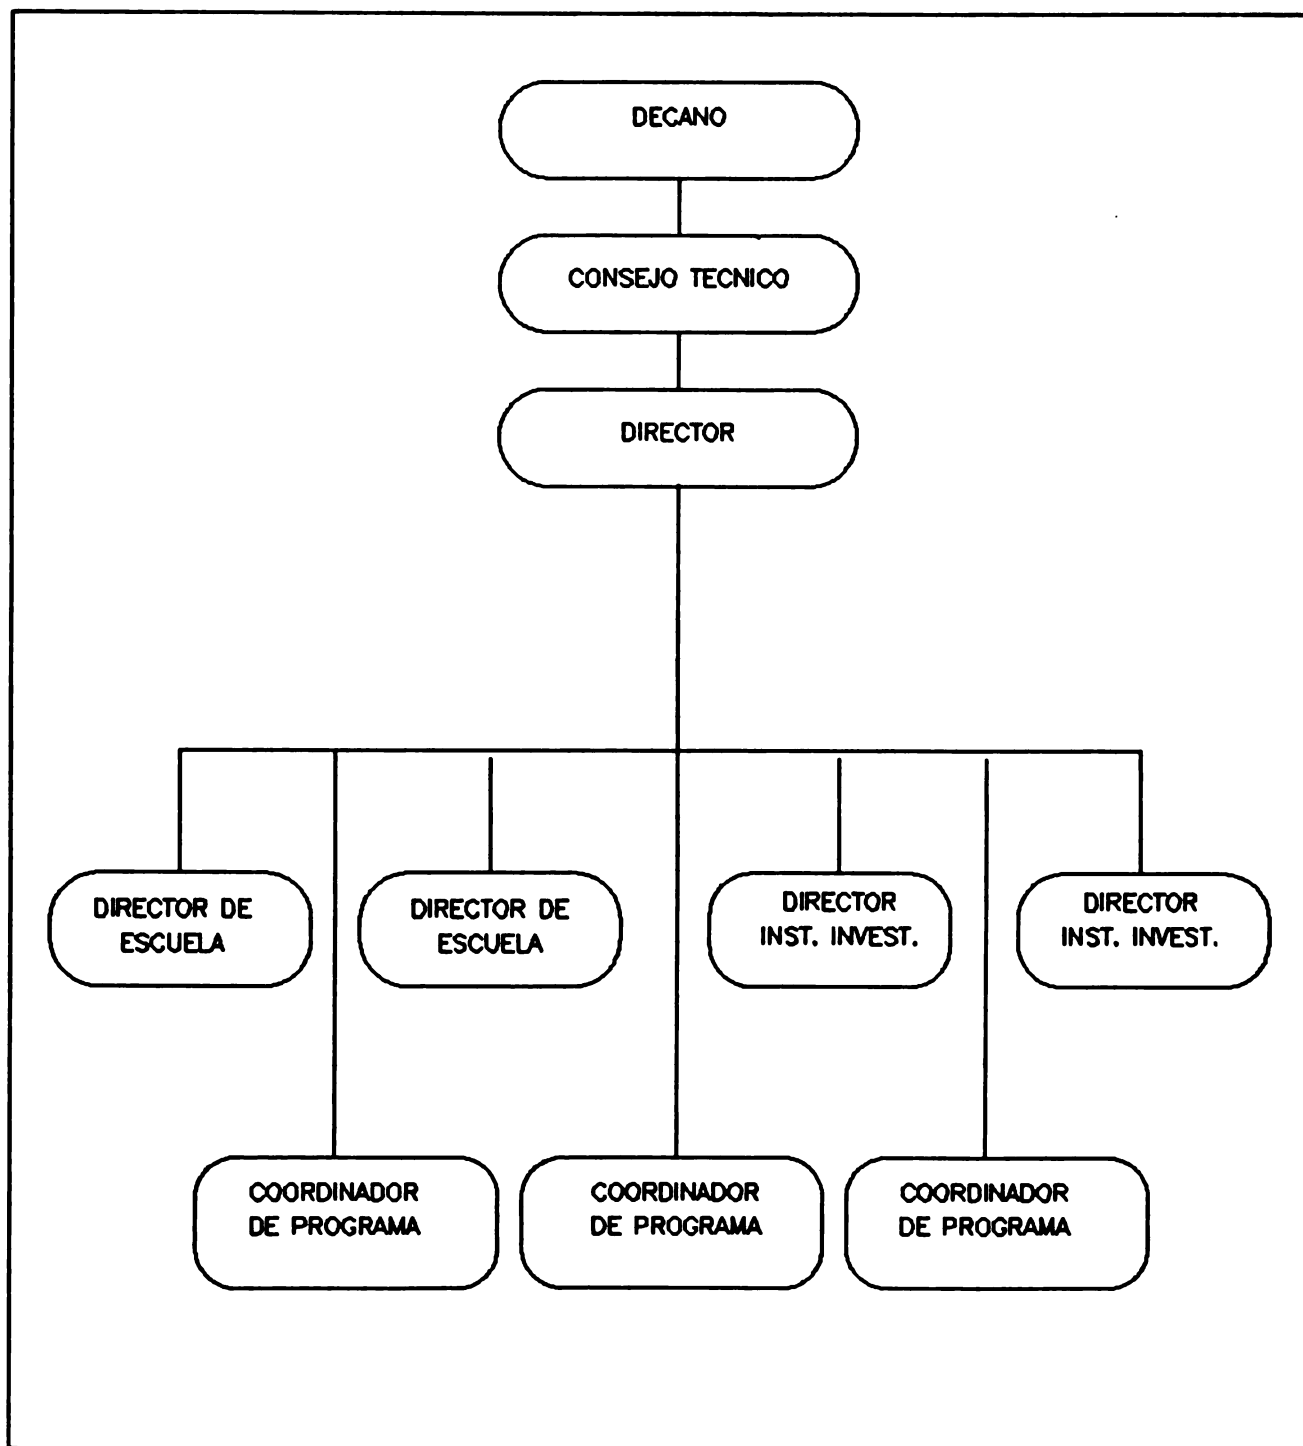 DECANO
CONSEJO TECNICO
DIRECTOR
DIRECTOR DE
ESCUELA
DIRECTOR DE
ESCUELA
DIRECTOR
INST. INVEST.
DIRECTOR
INST. INVEST.
COORDINADOR
DE PROGRAMA
COORDINADOR
DE PROGRAMA
COORDINADOR
DE PROGRAMA